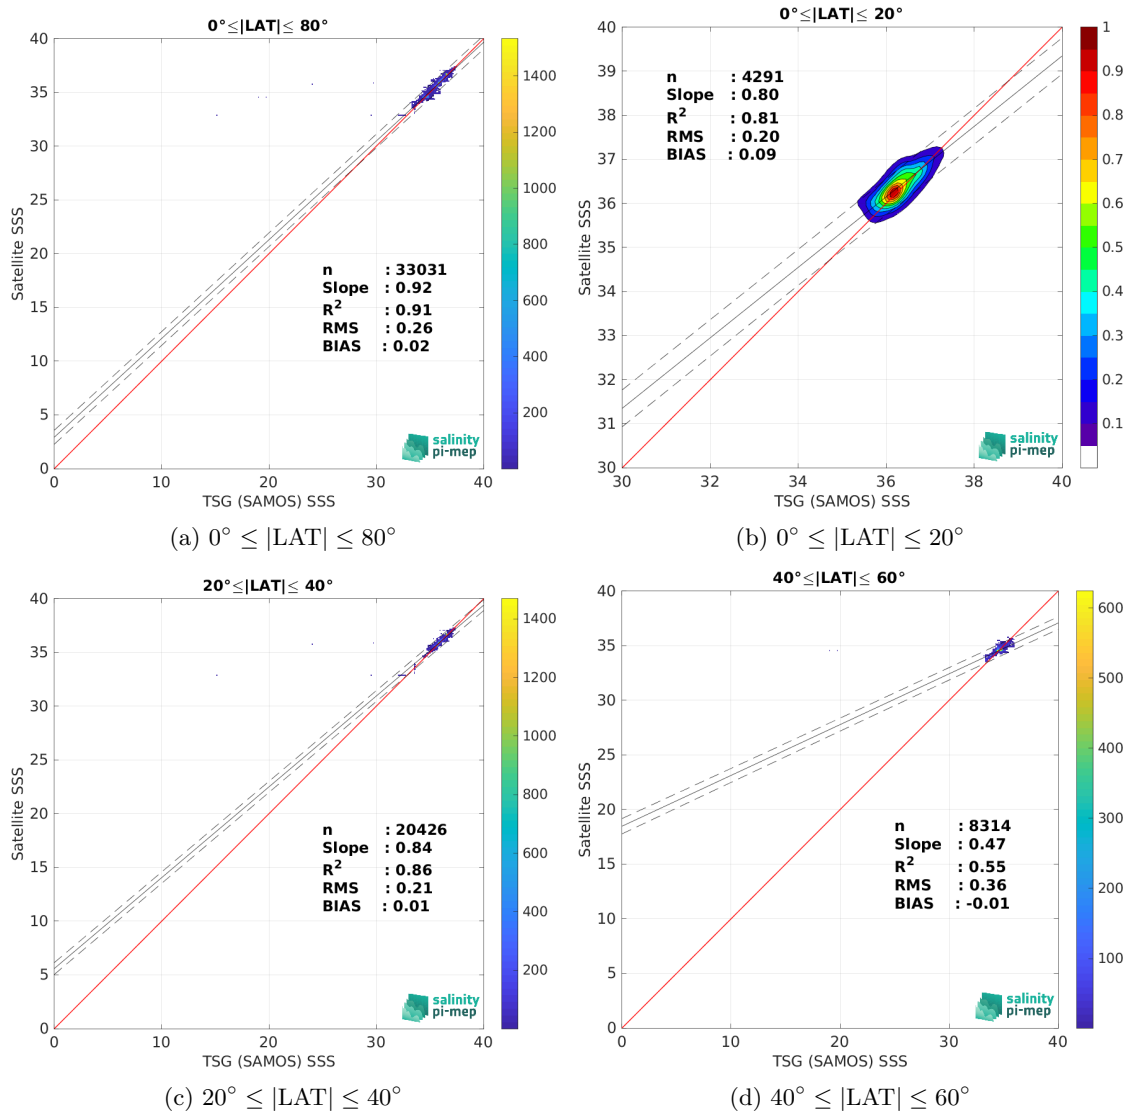 0°≤|LAT|≤ 80°
Satellite SSS
40
35
30
25
20
15
10
5
0
0
10
20
30
40
TSG (SAMOS) SSS
n : 33031
Slope : 0.92
R² : 0.91
RMS : 0.26
BIAS : 0.02
salinity
pi-mep
1400
1200
1000
800
600
400
200
(a) 0° ≤ |LAT| ≤ 80°
0°≤|LAT|≤ 20°
Satellite SSS
40
39
38
37
36
35
34
33
32
31
30
30
32
34
36
38
40
TSG (SAMOS) SSS
n : 4291
Slope : 0.80
R² : 0.81
RMS : 0.20
BIAS : 0.09
salinity
pi-mep
1
0.9
0.8
0.7
0.6
0.5
0.4
0.3
0.2
0.1
(b) 0° ≤ |LAT| ≤ 20°
20°≤|LAT|≤ 40°
Satellite SSS
40
35
30
25
20
15
10
5
0
0
10
20
30
40
TSG (SAMOS) SSS
n : 20426
Slope : 0.84
R² : 0.86
RMS : 0.21
BIAS : 0.01
salinity
pi-mep
1400
1200
1000
800
600
400
200
(c) 20° ≤ |LAT| ≤ 40°
40°≤|LAT|≤ 60°
Satellite SSS
40
35
30
25
20
15
10
5
0
0
10
20
30
40
TSG (SAMOS) SSS
n : 8314
Slope : 0.47
R² : 0.55
RMS : 0.36
BIAS : -0.01
salinity
pi-mep
600
500
400
300
200
100
(d) 40° ≤ |LAT| ≤ 60°